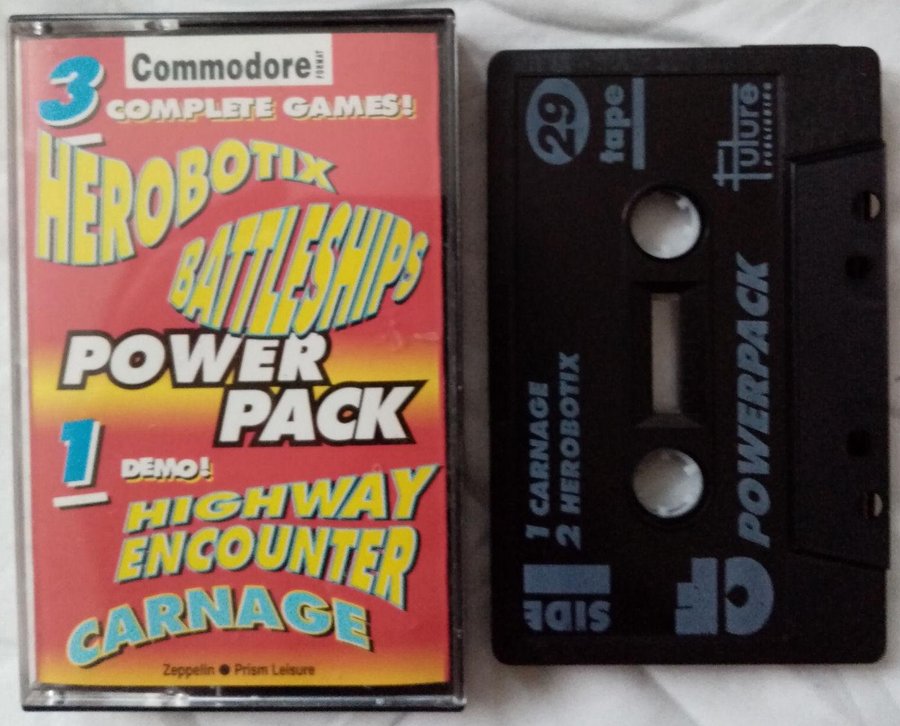 Commodore
FORMAT
3
COMPLETE GAMES!
HEROBOTIX
BATTLESHIPS
POWER
PACK
1
DEMO!
HIGHWAY
ENCOUNTER
CARNAGE
Zeppelin ● Prism Leisure
29
tape
future
PUBLISHING
1 CARNAGE
2 HEROBOTIX
SIDE
1
CF
POWERPACK